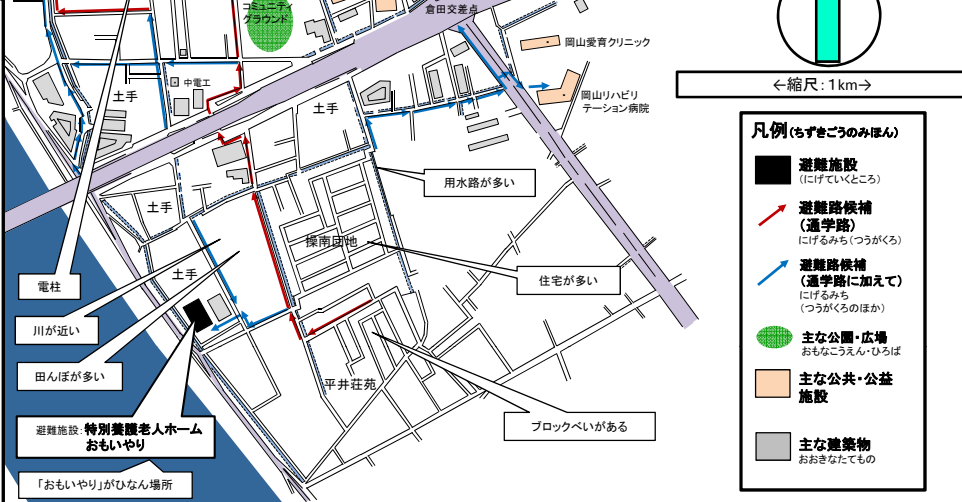 コミュニティ
グラウンド
倉田交差点
岡山愛育クリニック
中電工
土手
岡山リハビリ
テーション病院
土手
用水路が多い
土手
操南団地
土手
住宅が多い
電柱
川が近い
田んぼが多い
平井荘苑
ブロックべいがある
避難施設:特別養護老人ホーム
おもいやり
「おもいやり」がひなん場所
←縮尺:1km→
凡例(ちずきごうのみほん)
避難施設
(にげていくところ)
避難路候補
(通学路)
にげるみち(つうがくろ)
避難路候補
(通学路に加えて)
にげるみち
(つうがくろのほか)
主な公園・広場
おもなこうえん・ひろば
主な公共・公益
施設
主な建築物
おおきなたてもの